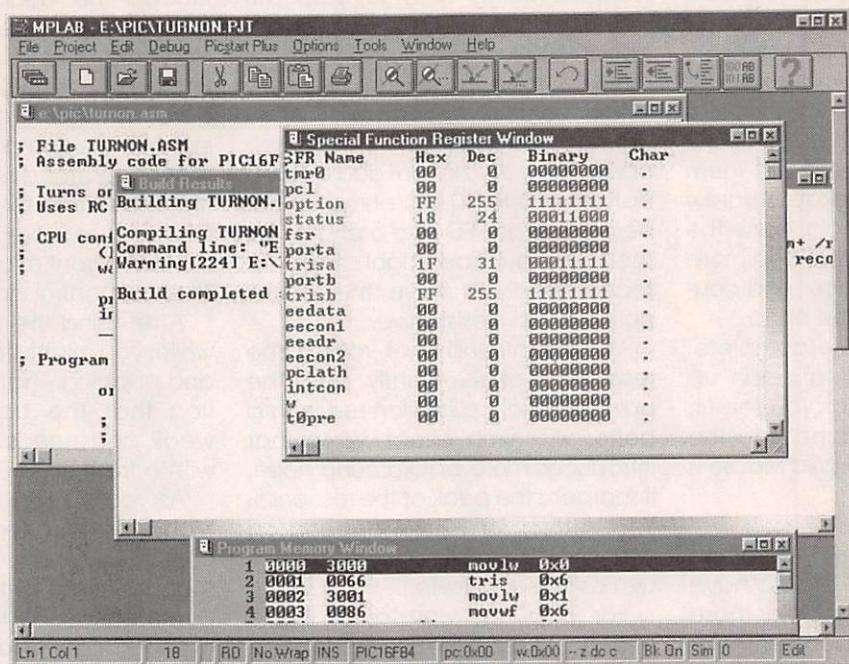 MPLAB - E:\PIC\TURNON.PJT
File Project Edit Debug Picstart Plus Options Tools Window Help
e:\pic\turnon.asm
; File TURNON.ASM
; Assembly code for PIC16F
; Turns on
; Uses RC
; CPU conf
; Program
Build Results
Building TURNON.
Compiling TURNON.
Command line: "E
Warning[224] E:\
Build completed
Special Function Register Window
SFR Name Hex Dec Binary Char
tmr0 00 0 00000000 .
pcl 00 0 00000000 .
option FF 255 11111111 .
status 18 24 00011000 .
fsr 00 0 00000000 .
porta 00 0 00000000 .
trisa 1F 31 00011111 .
portb 00 0 00000000 .
trisb FF 255 11111111 .
eedata 00 0 00000000 .
eecon1 00 0 00000000 .
eeadr 00 0 00000000 .
eecon2 00 0 00000000 .
pclath 00 0 00000000 .
intcon 00 0 00000000 .
w 00 0 00000000 .
t0pre 00 0 00000000 .
m+ /r
reco
Program Memory Window
1 0000 3000 movlw 0x0
2 0001 0066 tris 0x6
3 0002 3001 movlw 0x1
4 0003 0086 movwf 0x6
Ln 1 Col 1 18 RO No Wrap INS PIC16F84 pc:0x00 w:0x00 -- z dc c Bk On Sim 0 Edit